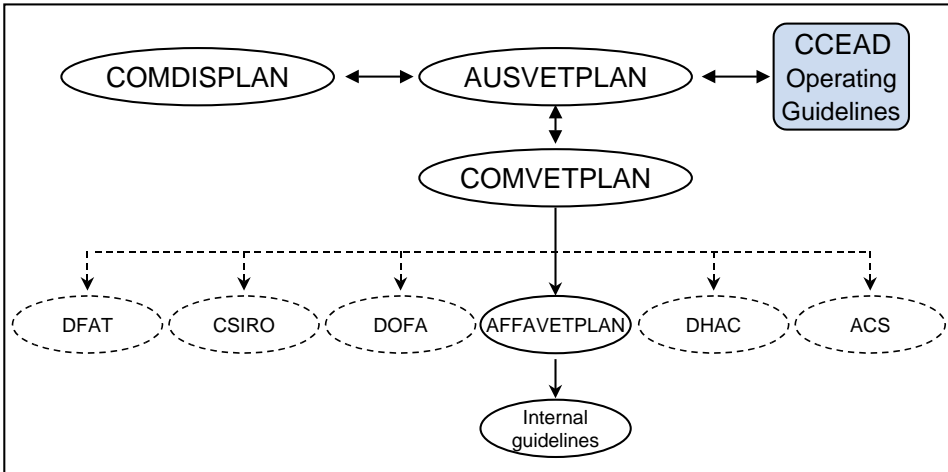 COMDISPLAN
AUSVETPLAN
CCEAD
Operating
Guidelines
COMVETPLAN
DFAT
CSIRO
DOFA
AFFAVETPLAN
DHAC
ACS
Internal
guidelines